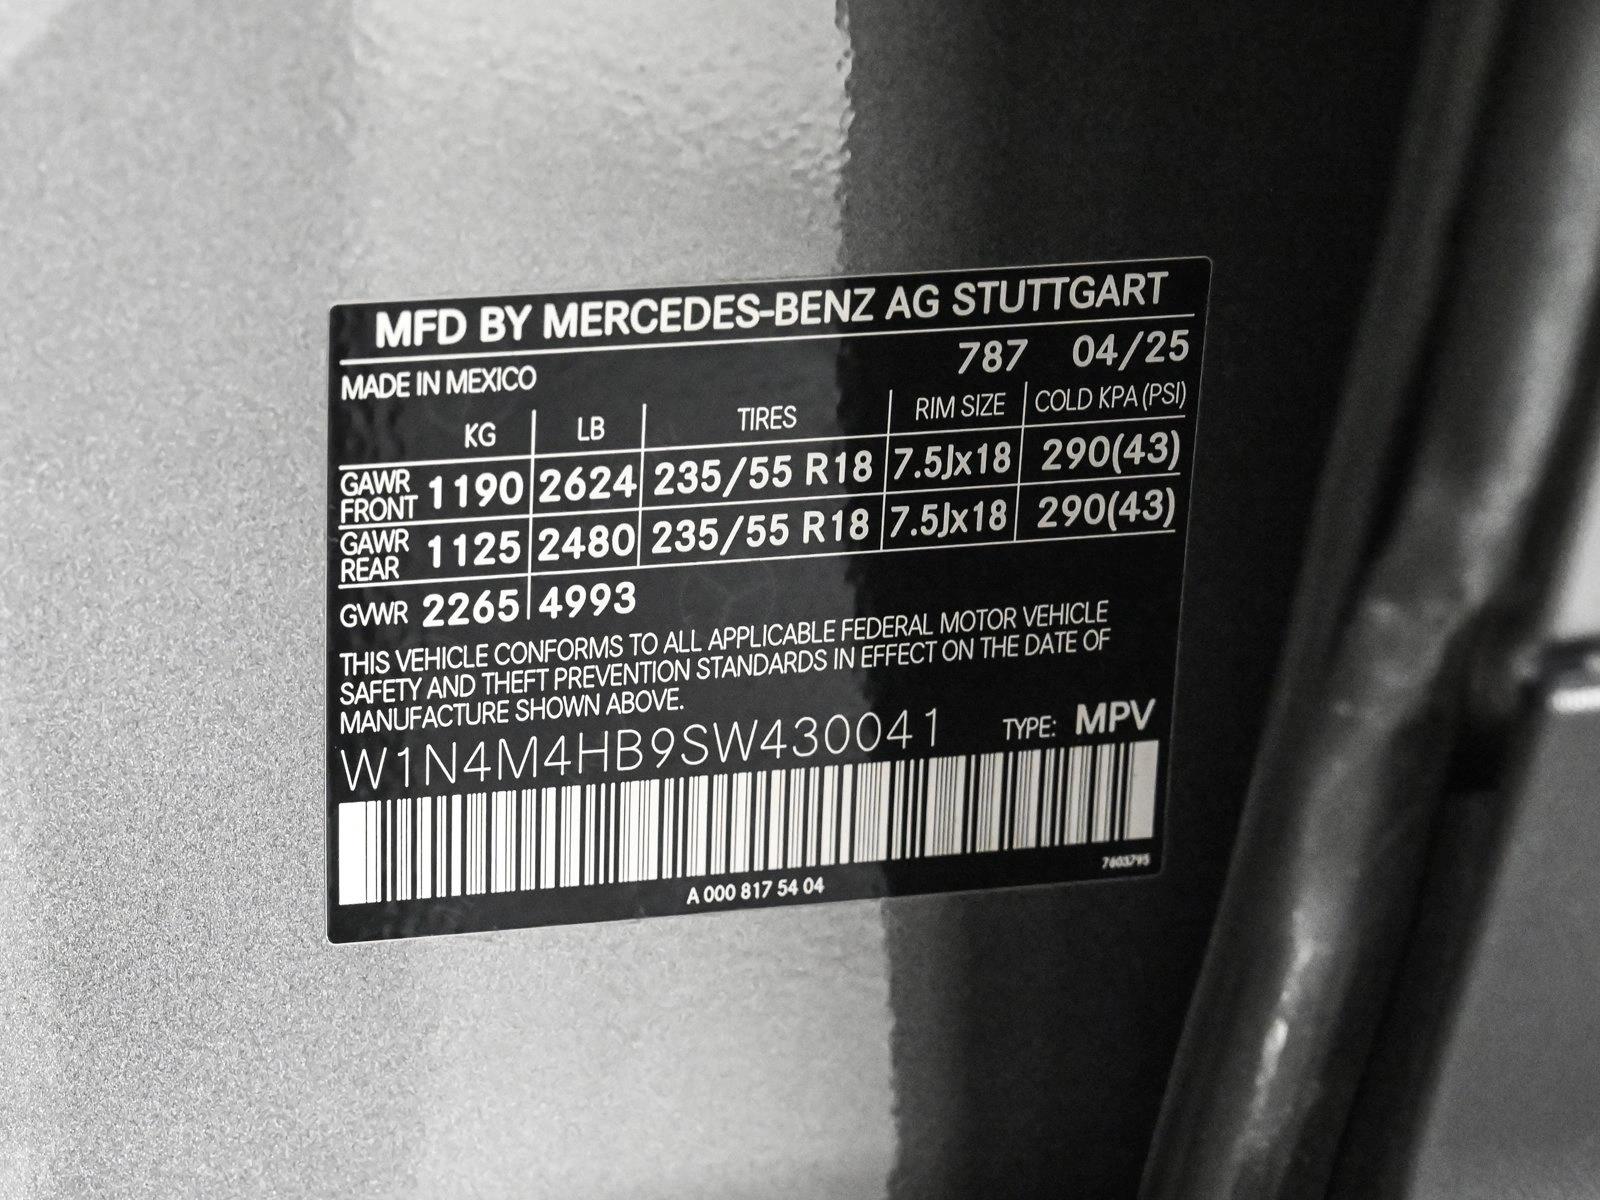 MFD BY MERCEDES-BENZ AG STUTTGART
787 04/25
MADE IN MEXICO
KG LB TIRES RIM SIZE COLD KPA (PSI)
GAWR FRONT 1190 2624 235/55 R18 7.5Jx18 290(43)
GAWR REAR 1125 2480 235/55 R18 7.5Jx18 290(43)
GVWR 2265 4993
THIS VEHICLE CONFORMS TO ALL APPLICABLE FEDERAL MOTOR VEHICLE
SAFETY AND THEFT PREVENTION STANDARDS IN EFFECT ON THE DATE OF
MANUFACTURE SHOWN ABOVE.
W1N4M4HB9SW430041 TYPE: MPV
7603795
A 000 817 54 04